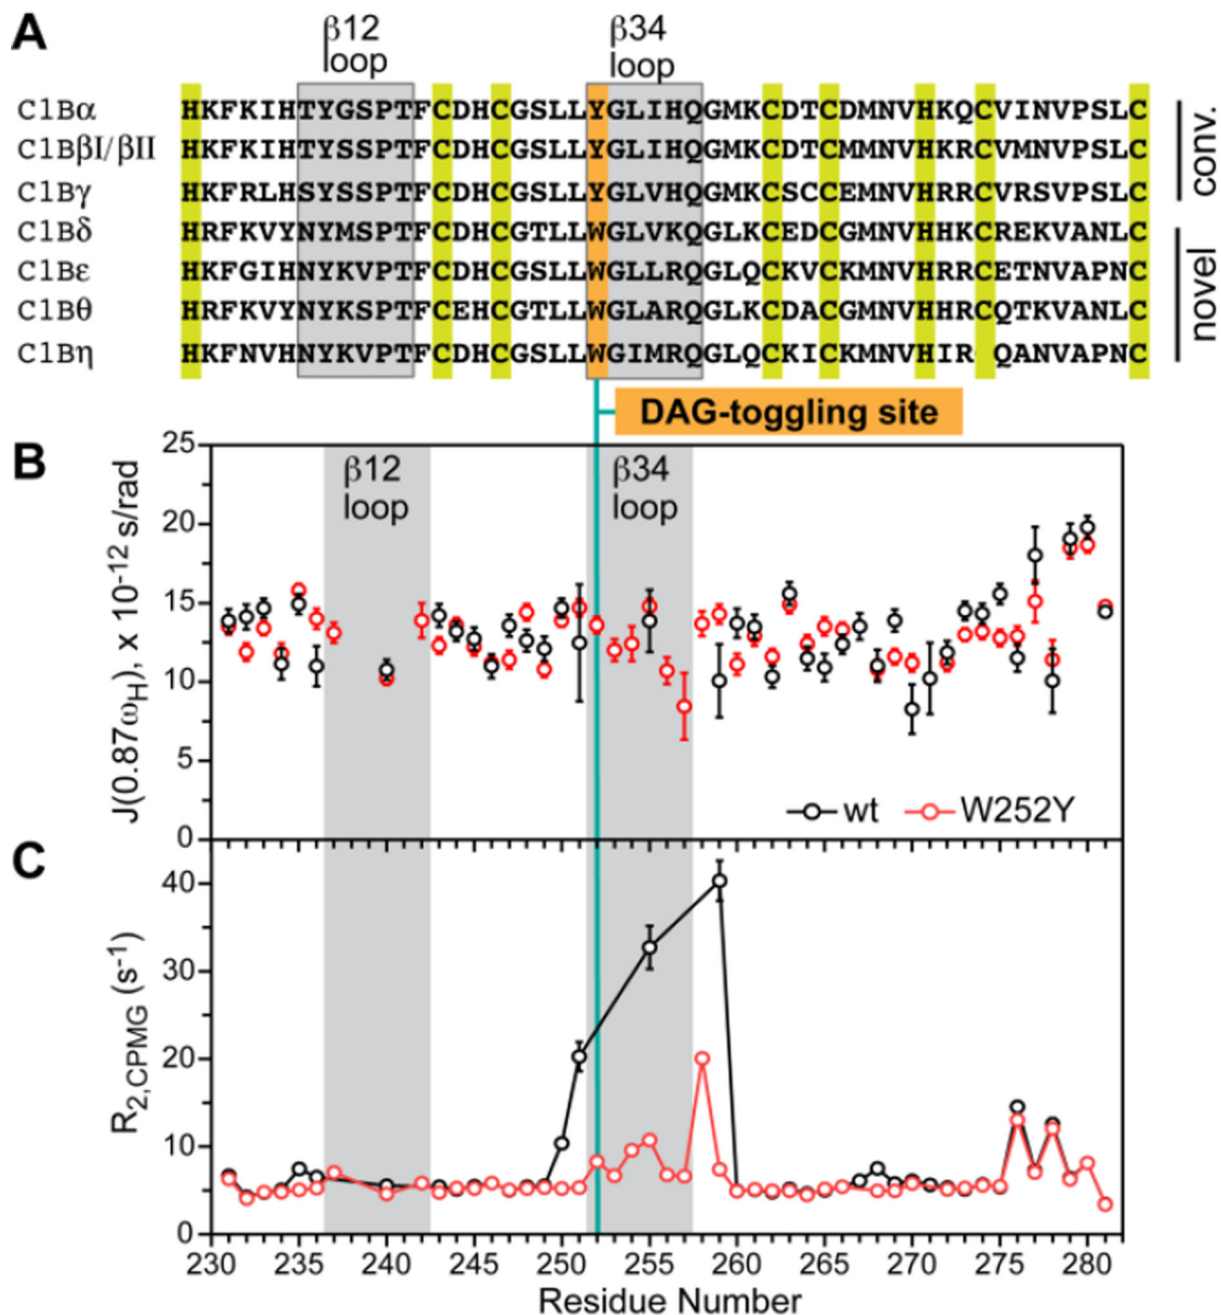 A
β12
loop
β34
loop
C1Bα HKFKIHTYGSPTFCDHCGSLLYGLIHQGMKCDTCDMNVHKQCVINVPSLC
C1BβI/βII HKFKIHTYSSPTFCDHCGSLLYGLIHQGMKCDTCMMNVHKRCVMNVPSLC
C1Bγ HKFRLHSYSSPTFCDHCGSLLYGLVHQGMKCSCCEMNVHRRCVRSVPSLC
C1Bδ HRFKVYNYMSPTFCDHCGTLLWGLVKQGLKCEDCGMNVHHKCREKVANLC
C1Bε HKFGIHNYKVPTFCDHCGSLLWGLLRQGLQCKVCKMNVHRRCETNVAPNC
C1Bθ HRFKVYNYKSPTFCEHCGTLLWGLARQGLKCDACGMNVHHRCQTKVANLC
C1Bη HKFNVHNYKVPTFCDHCGSLLWGIMRQGLQCKICKMNVHIR QANVAPNC
conv.
novel
DAG-toggling site
B
β12
loop
β34
loop
J(0.87ωH), x 10-12 s/rad
25
20
15
10
5
0
wt W252Y
C
R2,CPMG (s-1)
40
30
20
10
0
230 235 240 245 250 255 260 265 270 275 280
Residue Number